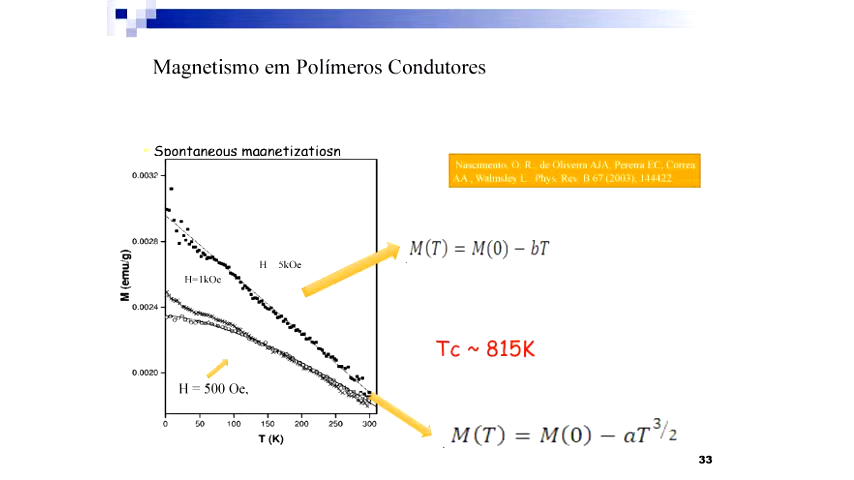 Magnetismo em Polímeros Condutores
Spontaneous magnetizatiosn
Nascimento, O. R.. de Oliveira AJA. Pereira EC, Correa
AA., Walmsley L.. Phys. Rev. B 67 (2003), 144422
0.0032
0.0028
0.0024
0.0020
M (emu/g)
H 5kOe
H=1kOe
H = 500 Oe,
0 50 100 150 200 250 300
T (K)
M(T) = M(0) − bT
Tc ~ 815K
M(T) = M(0) − aT^3/2
33